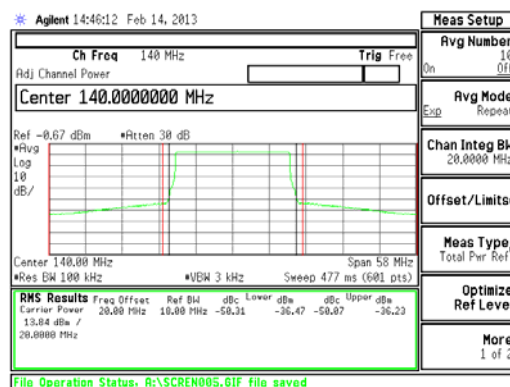 Agilent 14:46:12 Feb 14, 2013
Meas Setup
Ch Freq 140 MHz Trig Free
Adj Channel Power
Avg Number
10
On Off
Center 140.0000000 MHz
Avg Mode
Exp Repeat
Ref -0.67 dBm #Atten 30 dB
#Avg
Log
10
dB/
Chan Integ BW
20.0000 MHz
Offset/Limits
Meas Type
Total Pwr Ref
Center 140.00 MHz Span 58 MHz
#Res BW 100 kHz #VBW 3 kHz Sweep 477 ms (601 pts)
Optimize
Ref Level
RMS Results Freq Offset Ref BW dBc Lower dBm dBc Upper dBm
Carrier Power 20.00 MHz 18.00 MHz -50.31 -36.47 -50.07 -36.23
13.84 dBm /
20.0000 MHz
More
1 of 2
File Operation Status, A:\SCREN005.GIF file saved